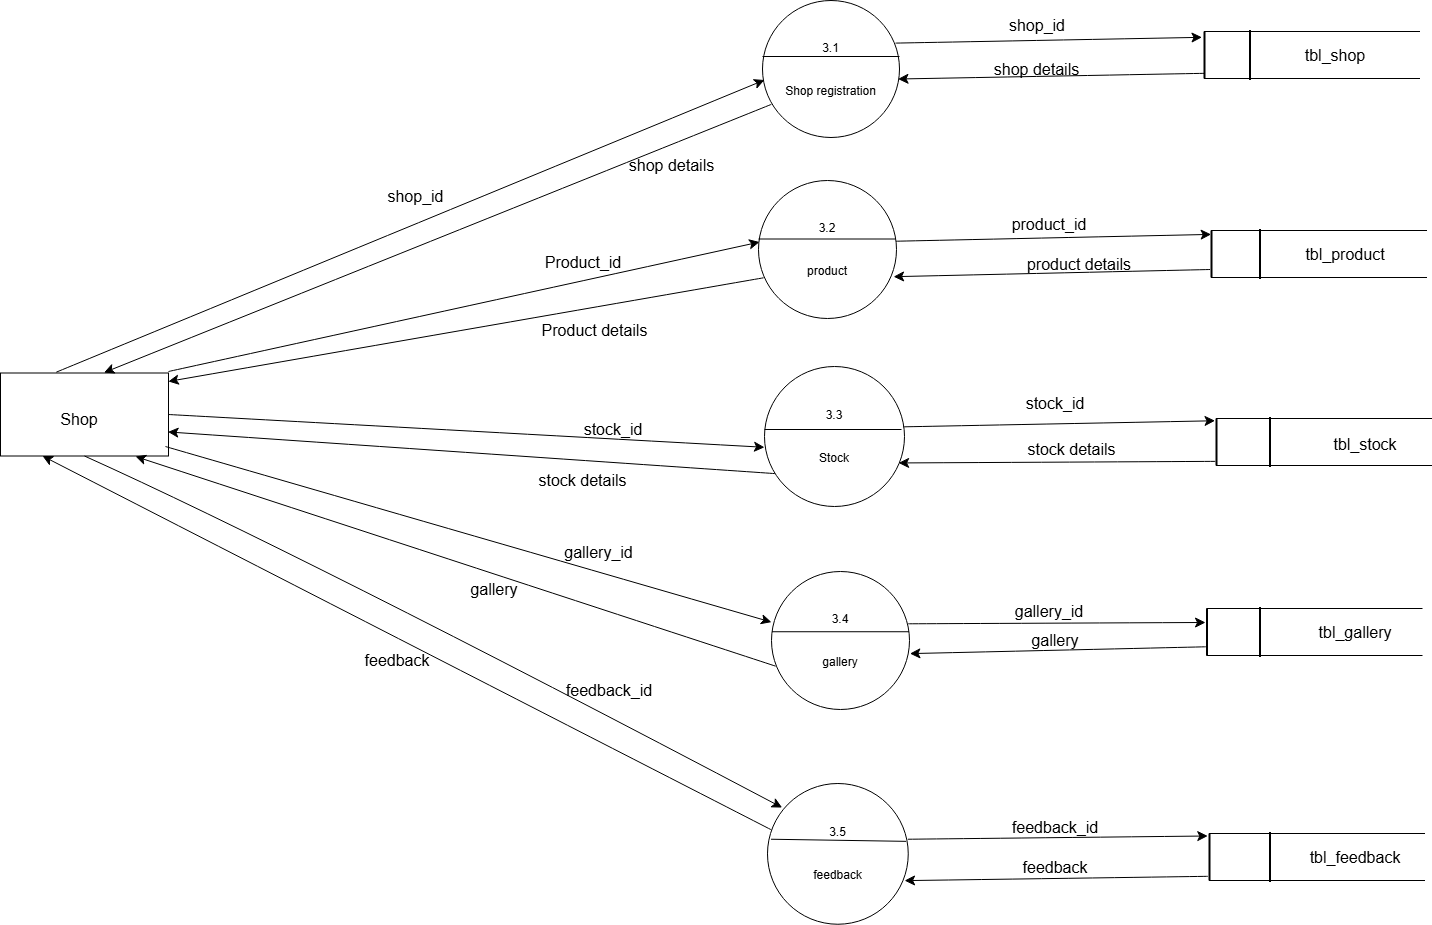 3.1
Shop registration
shop_id
shop details
tbl_shop
shop_id
shop details
3.2
product
product_id
product details
tbl_product
Product_id
Product details
Shop
3.3
Stock
stock_id
stock details
tbl_stock
stock_id
stock details
gallery_id
gallery
3.4
gallery
gallery_id
gallery
tbl_gallery
feedback
feedback_id
3.5
feedback
feedback_id
feedback
tbl_feedback